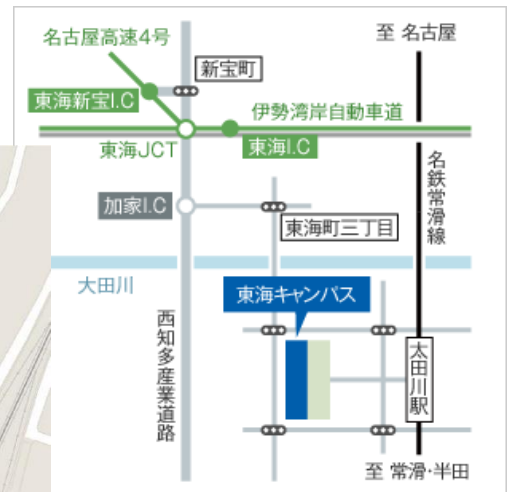 名古屋高速4号
至 名古屋
新宝町
東海新宝I.C
伊勢湾岸自動車道
東海JCT
東海I.C
名鉄常滑線
加家I.C
東海町三丁目
大田川
東海キャンパス
西知多産業道路
太田川駅
至 常滑・半田